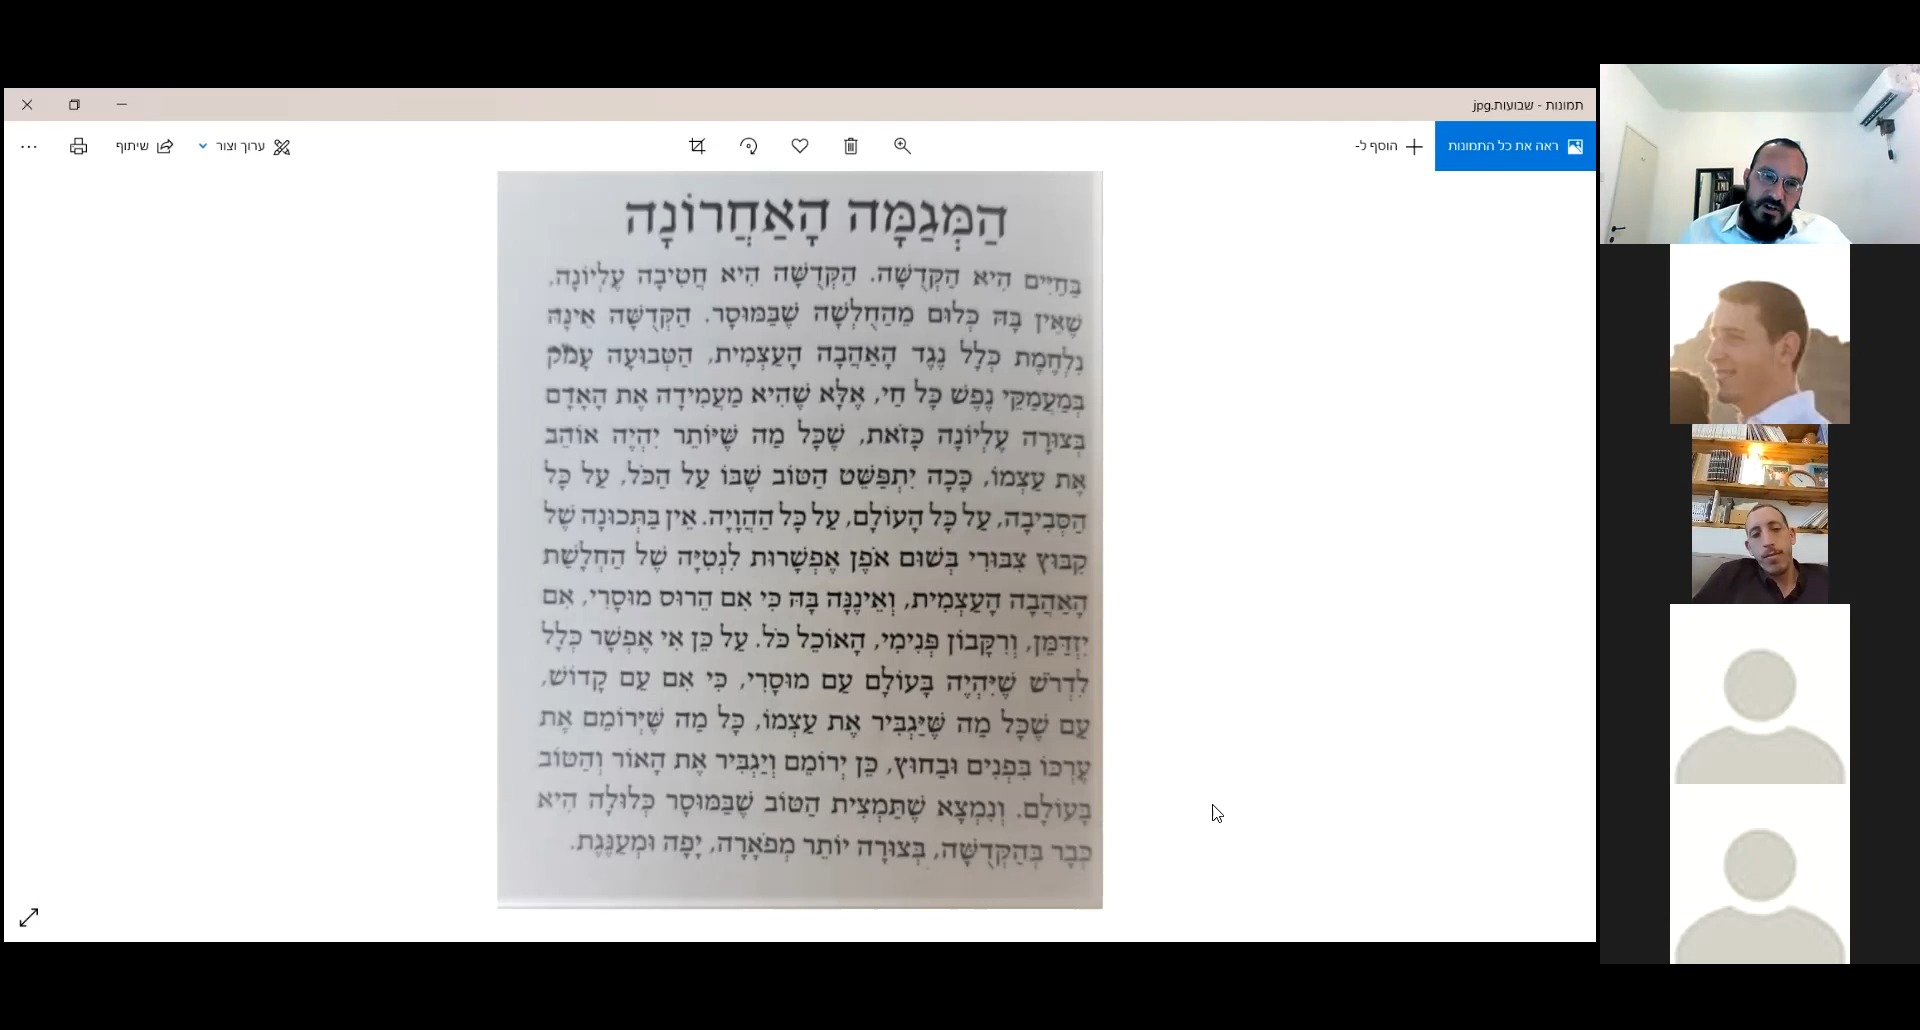 תמונות - שבועות.jpg
ראה את כל התמונות
הוסף ל-
ערוך וצור
שיתוף
הַמְּגַמָּה הָאַחֲרוֹנָה
בַּחַיִּים הִיא הַקְּדֻשָּׁה. הַקְּדֻשָּׁה הִיא חֲטִיבָה עֶלְיוֹנָה,
שֶׁאֵין בָּהּ כְּלוּם מֵהַחֻלְשָׁה שֶׁבַּמּוּסָר. הַקְּדֻשָּׁה אֵינָהּ
נִלְחֶמֶת כְּלָל נֶגֶד הָאַהֲבָה הָעַצְמִית, הַטְּבוּעָה עָמֹק
בְּמַעֲמַקֵּי נֶפֶשׁ כָּל חַי, אֶלָּא שֶׁהִיא מַעֲמִידָה אֶת הָאָדָם
בְּצוּרָה עֶלְיוֹנָה כָּזֹאת, שֶׁכָּל מַה שֶּׁיּוֹתֵר יִהְיֶה אוֹהֵב
אֶת עַצְמוֹ, כָּכָה יִתְפַּשֵּׁט הַטּוֹב שֶׁבּוֹ עַל הַכֹּל, עַל כָּל
הַסְּבִיבָה, עַל כָּל הָעוֹלָם, עַל כָּל הַהֲוָיָה. אֵין בַּתְּכוּנָה שֶׁל
קִבּוּץ צִבּוּרִי בְּשׁוּם אֹפֶן אֶפְשָׁרוּת לִנְטִיָּה שֶׁל הַחְלָשַׁת
הָאַהֲבָה הָעַצְמִית, וְאֵינֶנָּה בָּהּ כִּי אִם הֵרוּס מוּסָרִי, אִם
יִזְדַּמֵּן, וְרִקָּבוֹן פְּנִימִי, הָאוֹכֵל כֹּל. עַל כֵּן אִי אֶפְשָׁר כְּלָל
לִדְרֹשׁ שֶׁיִּהְיֶה בָּעוֹלָם עַם מוּסָרִי, כִּי אִם עַם קָדוֹשׁ,
עַם שֶׁכָּל מַה שֶּׁיַּגְבִּיר אֶת עַצְמוֹ, כָּל מַה שֶּׁיְּרוֹמֵם אֶת
עֶרְכּוֹ בִּפְנִים וּבַחוּץ, כֵּן יְרוֹמֵם וְיַגְבִּיר אֶת הָאוֹר וְהַטּוֹב
בָּעוֹלָם. וְנִמְצָא שֶׁתַּמְצִית הַטּוֹב שֶׁבַּמּוּסָר כְּלוּלָה הִיא
כְּבָר בְּהַקְּדֻשָּׁה, בְּצוּרָה יוֹתֵר מְפֹאָרָה, יָפָה וּמְעַנֶּגֶת.